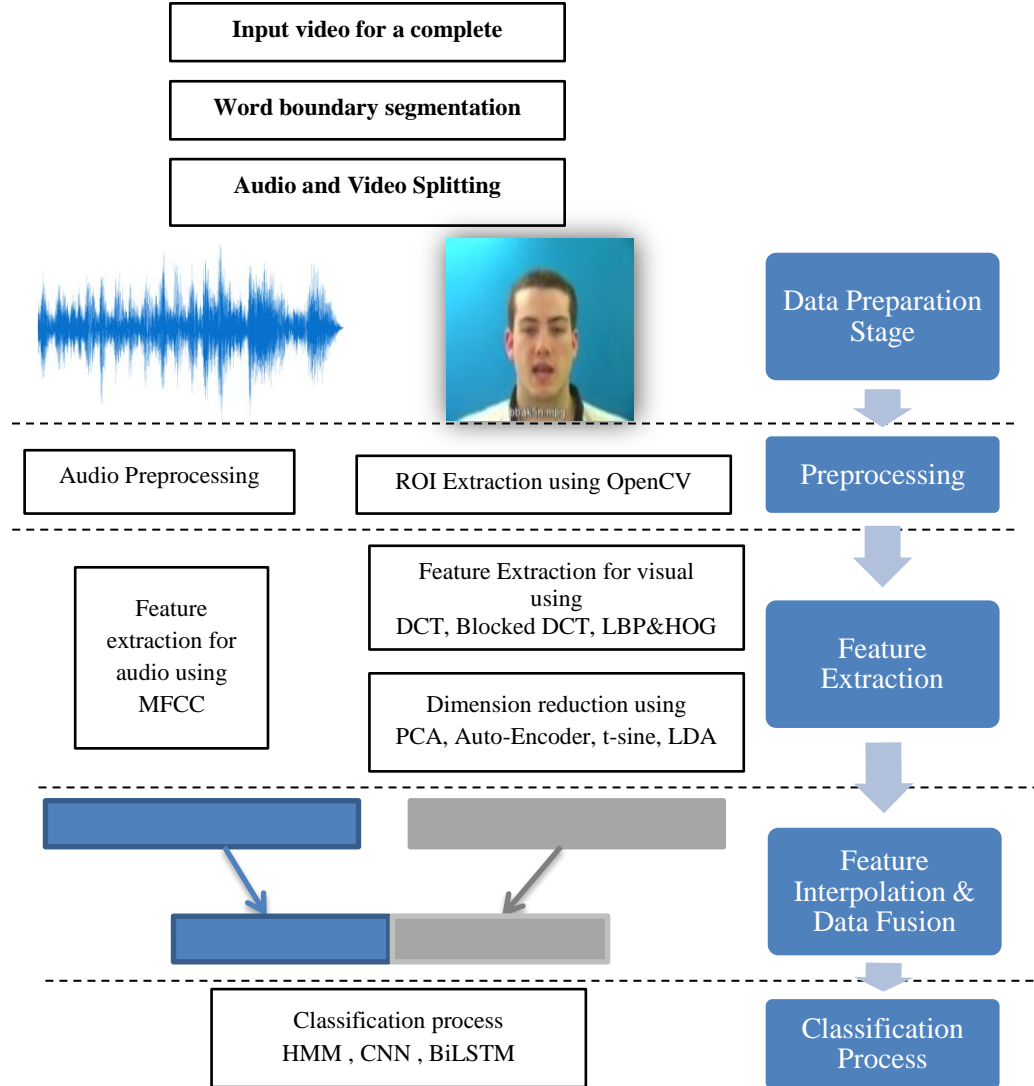 Input video for a complete
Word boundary segmentation
Audio and Video Splitting
Data Preparation
Stage
Audio Preprocessing
ROI Extraction using OpenCV
Preprocessing
Feature
extraction for
audio using
MFCC
Feature Extraction for visual
using
DCT, Blocked DCT, LBP&HOG
Dimension reduction using
PCA, Auto-Encoder, t-sine, LDA
Feature
Extraction
Feature
Interpolation &
Data Fusion
Classification process
HMM , CNN , BiLSTM
Classification
Process